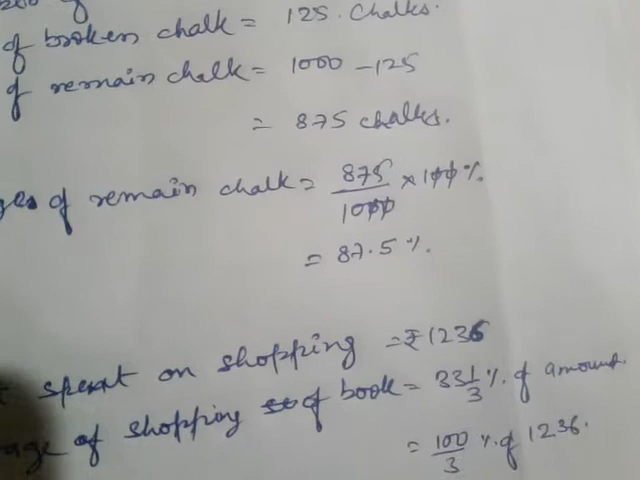 of broken chalk = 125. Chalks.
of remain chalk = 1000 - 125
= 875 chalks.
ges of remain chalk = 875/1000 × 100%.
= 87.5%.
t spent on shopping = ₹1236
age of shopping of book = 33 1/3 %. of amount.
= 100/3 %. of 1236.